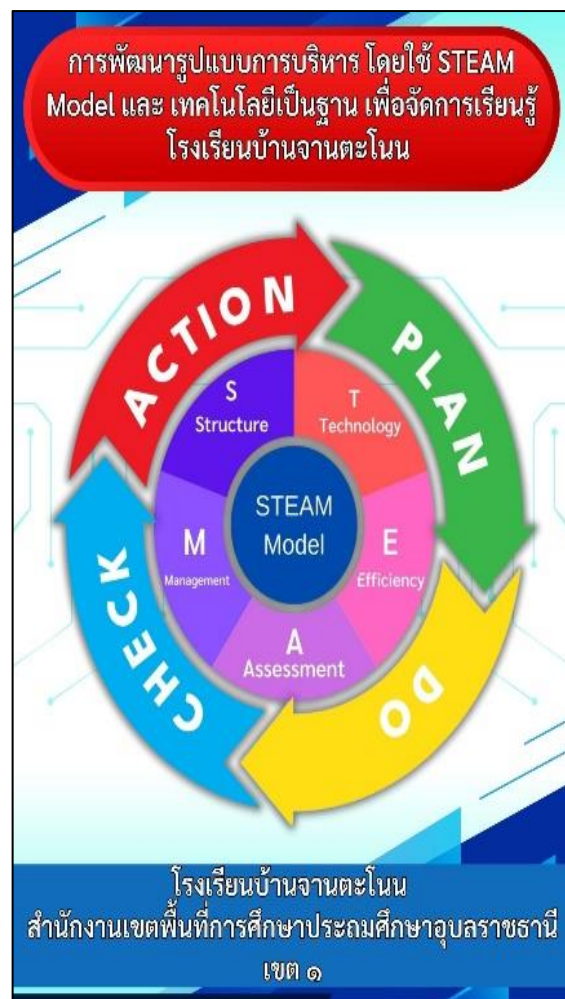 การพัฒนารูปแบบการบริหาร โดยใช้ STEAM
Model และ เทคโนโลยีเป็นฐาน เพื่อจัดการเรียนรู้
โรงเรียนบ้านจานตะโนน
ACTION
PLAN
DO
CHECK
S
Structure
T
Technology
E
Efficiency
A
Assessment
M
Management
STEAM
Model
โรงเรียนบ้านจานตะโนน
สำนักงานเขตพื้นที่การศึกษาประถมศึกษาอุบลราชธานี
เขต ๑